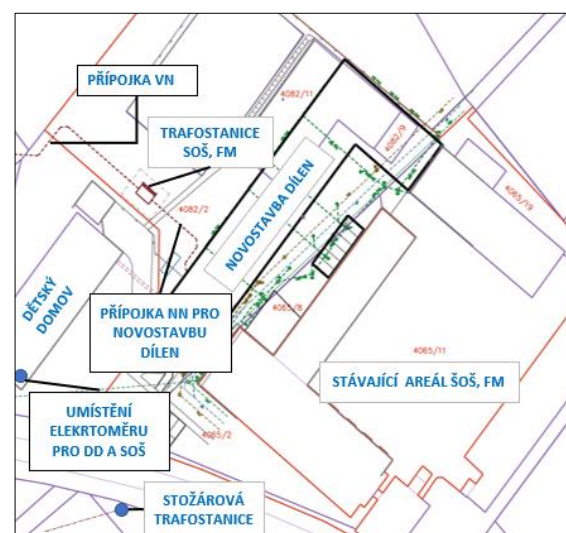 PŘÍPOJKA VN
TRAFOSTANICE
SOŠ, FM
4082/11
4082/9
4065/19
4082/2
NOVOSTAVBA DÍLEN
DĚTSKÝ
DOMOV
PŘÍPOJKA NN PRO
NOVOSTAVBU
DÍLEN
4065/8
4065/11
STÁVAJÍCÍ AREÁL ŠOŠ, FM
UMÍSTĚNÍ
ELEKRTOMĚRU
PRO DD A SOŠ
4065/2
STOŽÁROVÁ
TRAFOSTANICE